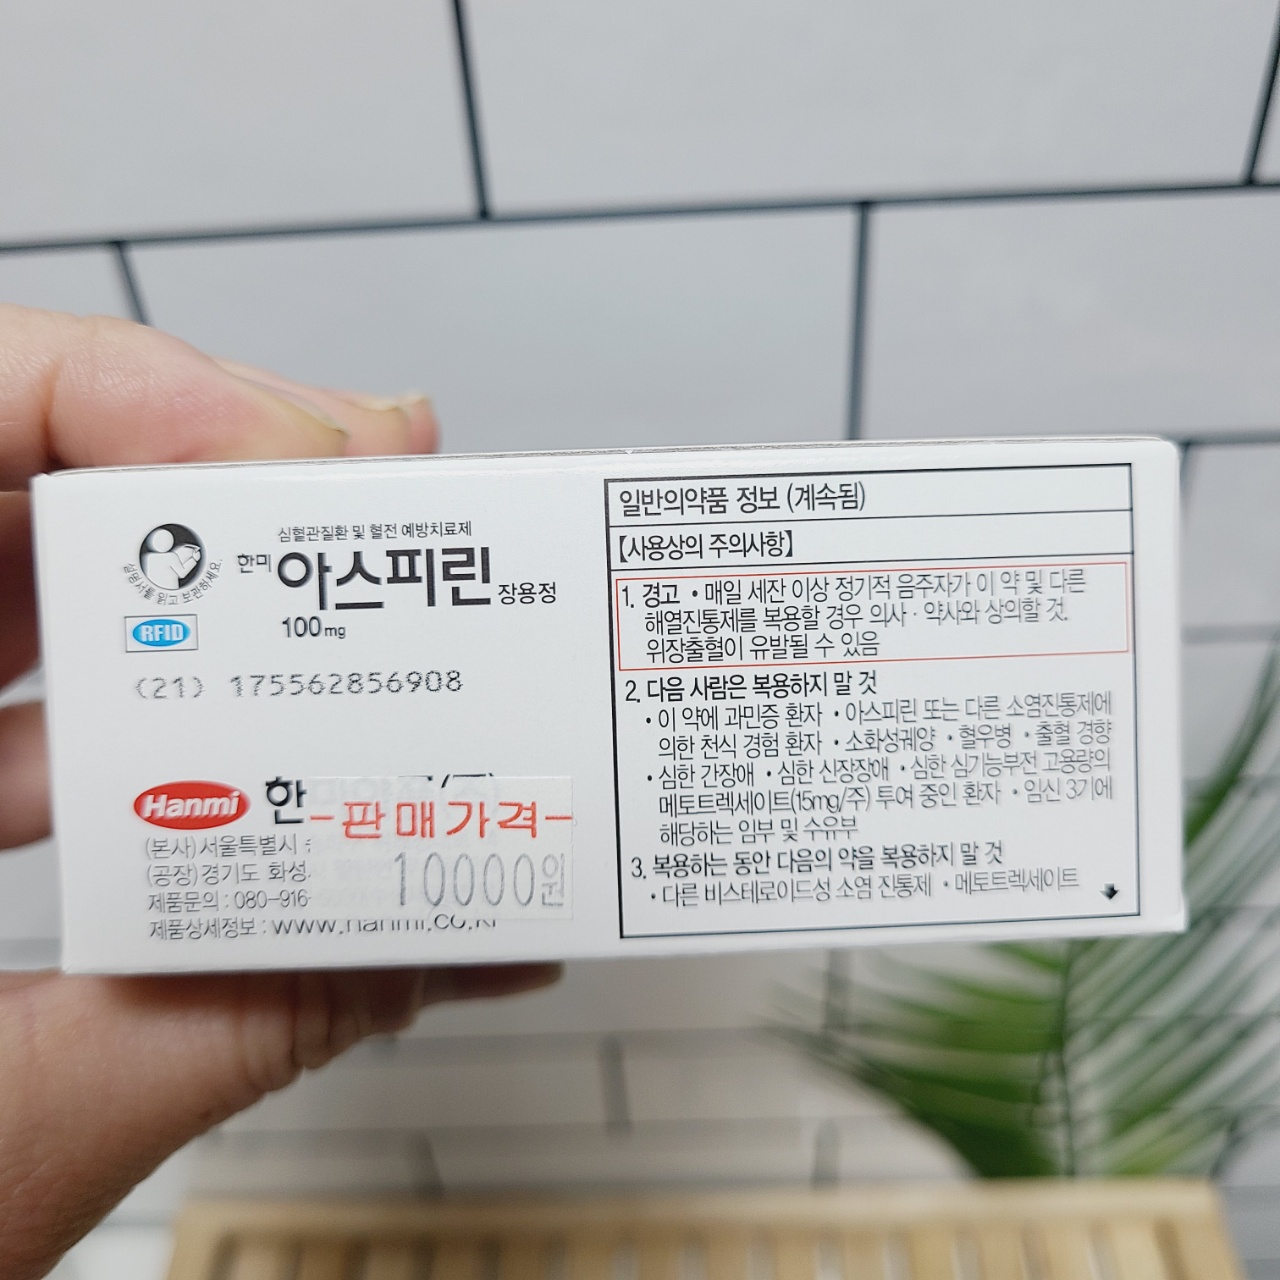 심혈관질환 및 혈전 예방치료제
한미 아스피린 장용정
100mg
설명서를 읽고 보관하세요.
RFID
(21) 175562856908
Hanmi 한
-판매가격-
10000원
(본사)서울특별시
(공장)경기도 화성
제품문의 : 080-916
제품상세정보 : www.hanmi.co.kr
일반의약품 정보 (계속됨)
【사용상의 주의사항】
1. 경고 • 매일 세잔 이상 정기적 음주자가 이 약 및 다른
해열진통제를 복용할 경우 의사 · 약사와 상의할 것.
위장출혈이 유발될 수 있음
2. 다음 사람은 복용하지 말 것
• 이 약에 과민증 환자 • 아스피린 또는 다른 소염진통제에
의한 천식 경험 환자 • 소화성궤양 • 혈우병 • 출혈 경향
• 심한 간장애 • 심한 신장장애 • 심한 심기능부전 고용량의
메토트렉세이트(15mg/주) 투여 중인 환자 • 임신 3기에
해당하는 임부 및 수유부
3. 복용하는 동안 다음의 약을 복용하지 말 것
• 다른 비스테로이드성 소염 진통제 • 메토트렉세이트